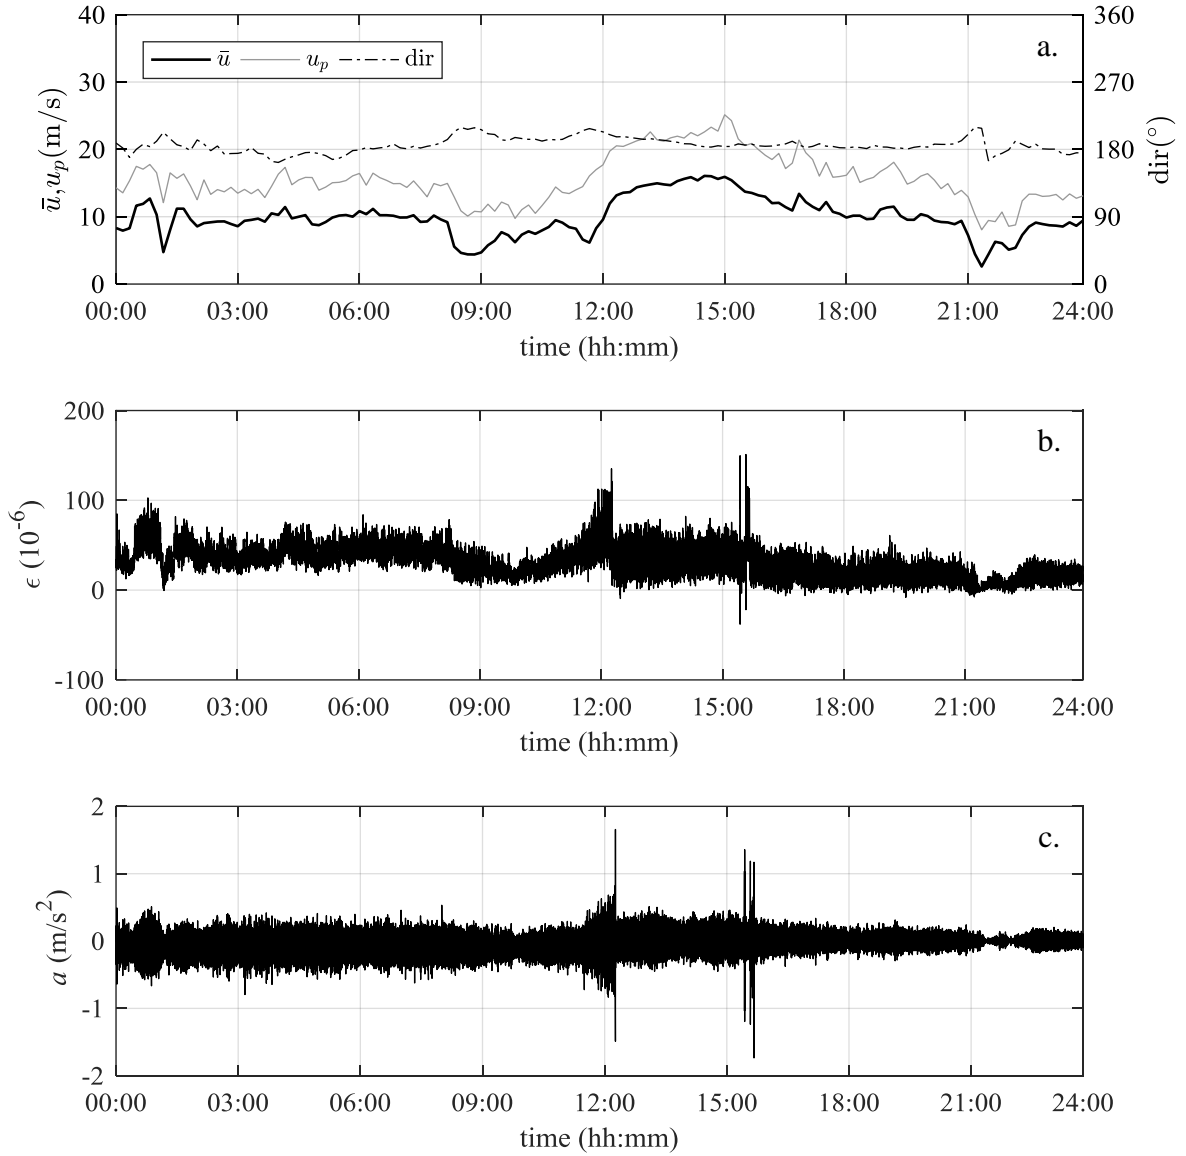 40 360
a.
ū u_p dir
30 270
ū,u_p(m/s)
20 180
dir(°)
10 90
0 0
00:00 03:00 06:00 09:00 12:00 15:00 18:00 21:00 24:00
time (hh:mm)
200
b.
100
ϵ (10⁻⁶)
0
-100
00:00 03:00 06:00 09:00 12:00 15:00 18:00 21:00 24:00
time (hh:mm)
2
c.
1
a (m/s²)
0
-1
-2
00:00 03:00 06:00 09:00 12:00 15:00 18:00 21:00 24:00
time (hh:mm)